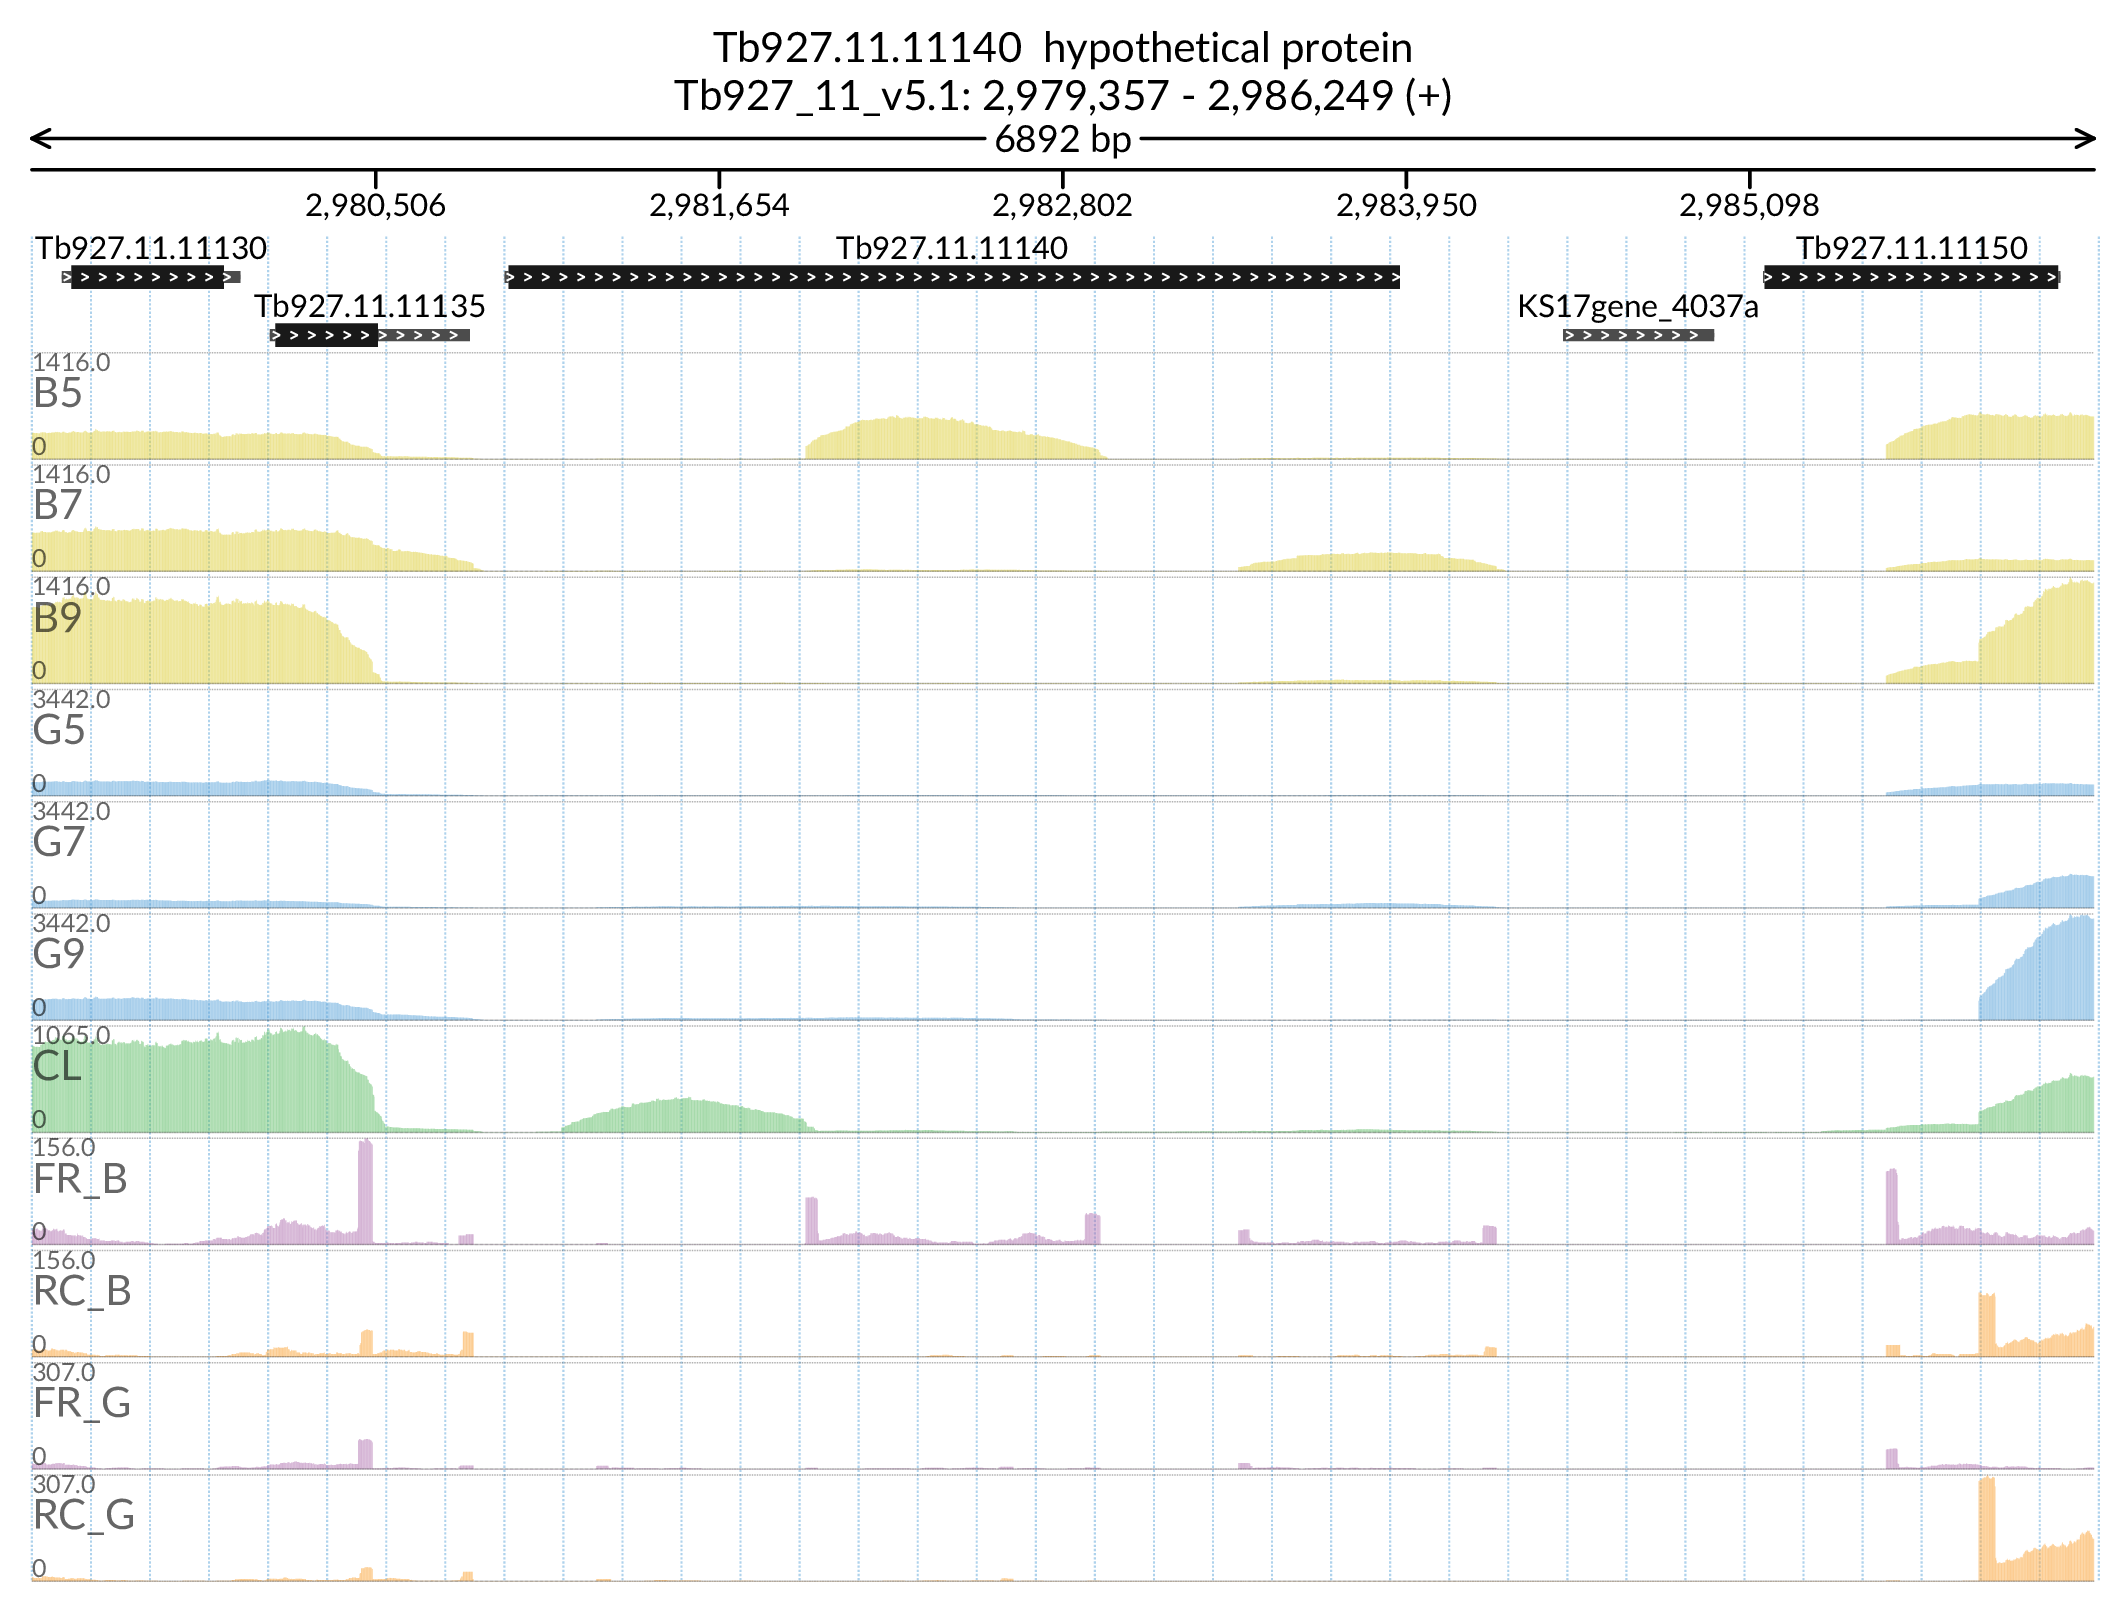 Tb927.11.11140  hypothetical protein
Tb927_11_v5.1: 2,979,357 - 2,986,249 (+)
6892 bp
2,980,506 2,981,654 2,982,802 2,983,950 2,985,098
Tb927.11.11130 Tb927.11.11140 Tb927.11.11150
Tb927.11.11135 KS17gene_4037a
1416.0
B5
0
1416.0
B7
0
1416.0
B9
0
3442.0
G5
0
3442.0
G7
0
3442.0
G9
0
1065.0
CL
0
156.0
FR_B
0
156.0
RC_B
0
307.0
FR_G
0
307.0
RC_G
0